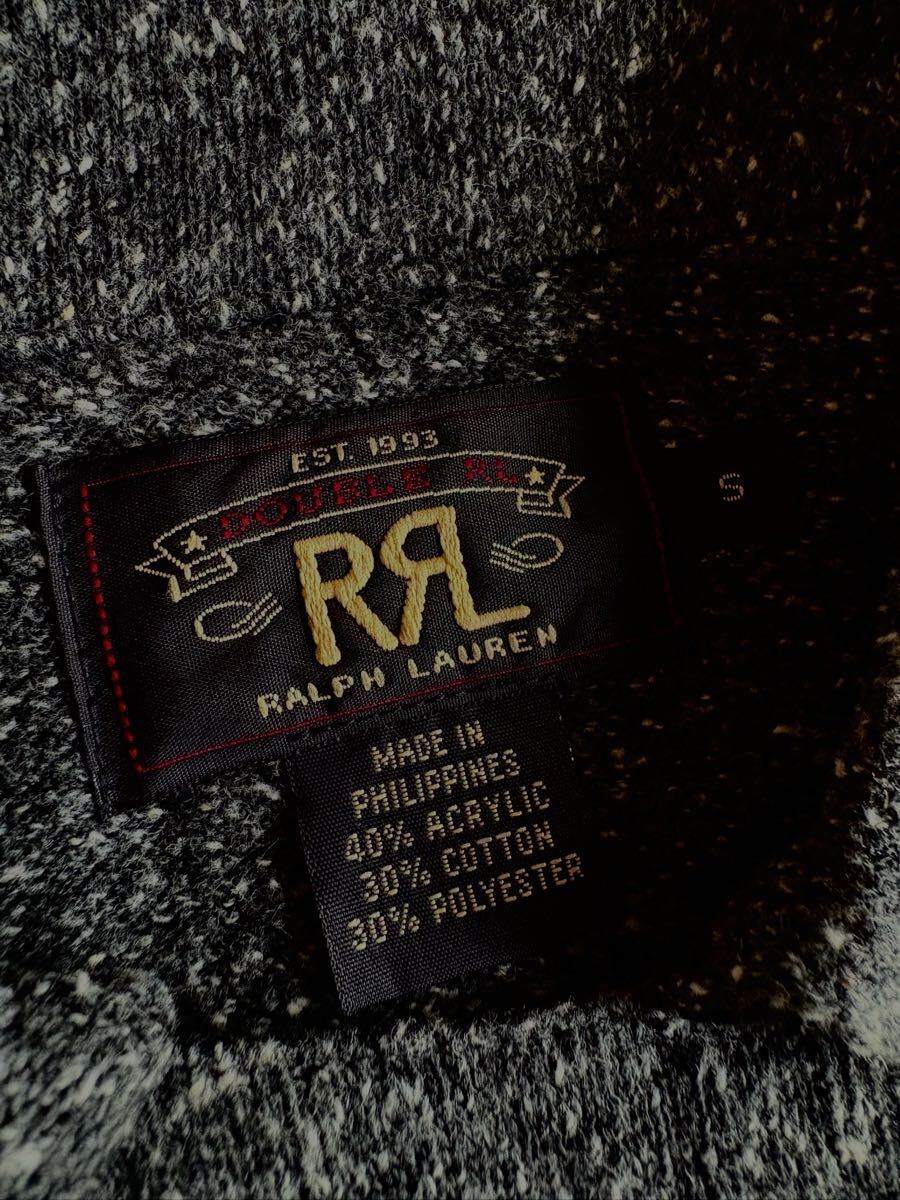 EST. 1993
DOUBLE RL
RRL
RALPH LAUREN
S
MADE IN
PHILIPPINES
40% ACRYLIC
30% COTTON
30% POLYESTER